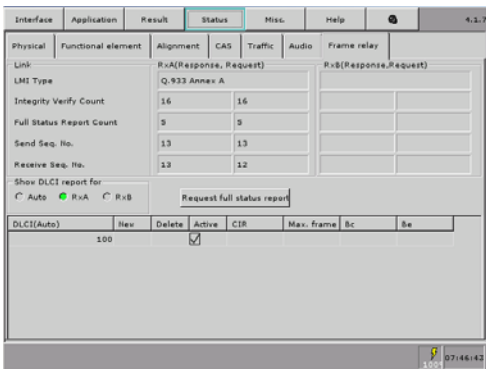 Interface Application Result Status Misc. Help 4.1.7
Physical Functional element Alignment CAS Traffic Audio Frame relay
Link RxA(Response, Request) RxB(Response,Request)
LMI Type Q.933 Annex A
Integrity Verify Count 16 16
Full Status Report Count 5 5
Send Seq. No. 13 13
Receive Seq. No. 13 12
Show DLCI report for
Auto RxA RxB Request full status report
DLCI(Auto) New Delete Active CIR Max. frame Bc Be
100
100% 07:46:43